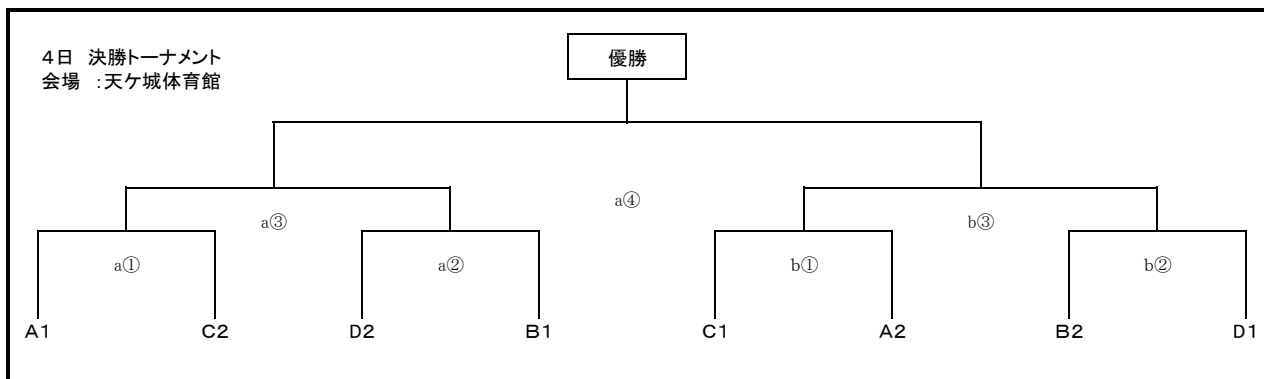 4日　決勝トーナメント
会場　:天ケ城体育館
優勝
a④
a③
b③
a①
a②
b①
b②
A1
C2
D2
B1
C1
A2
B2
D1